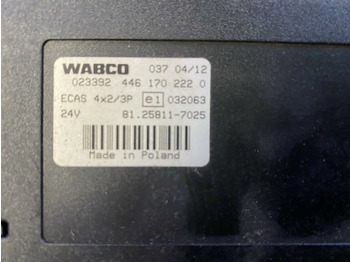 WABCO 037 04/12
023392 446 170 222 0
ECAS 4x2/3P e1 032063
24V 81.25811-7025
Made in Poland